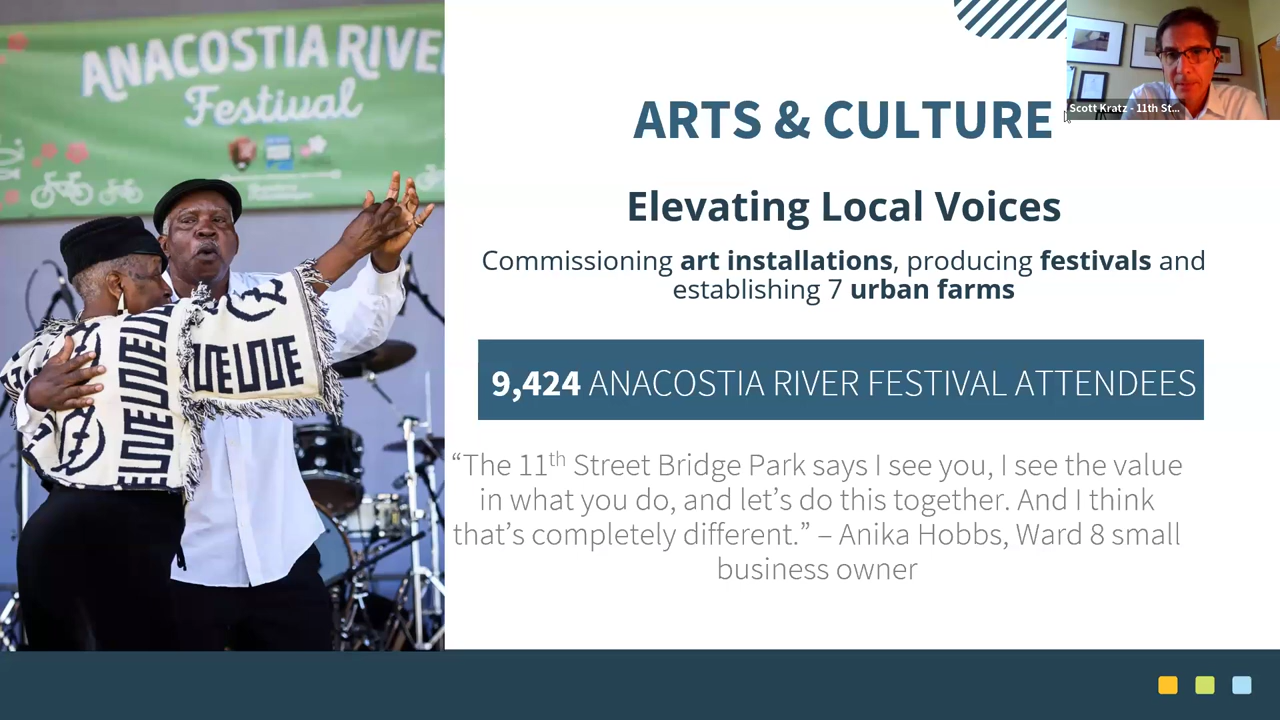 ANACOSTIA RIVE
Festival
Scott Kratz - 11th St...
ARTS & CULTURE
Elevating Local Voices
Commissioning art installations, producing festivals and
establishing 7 urban farms
9,424 ANACOSTIA RIVER FESTIVAL ATTENDEES
“The 11th Street Bridge Park says I see you, I see the value
in what you do, and let’s do this together. And I think
that’s completely different.” – Anika Hobbs, Ward 8 small
business owner